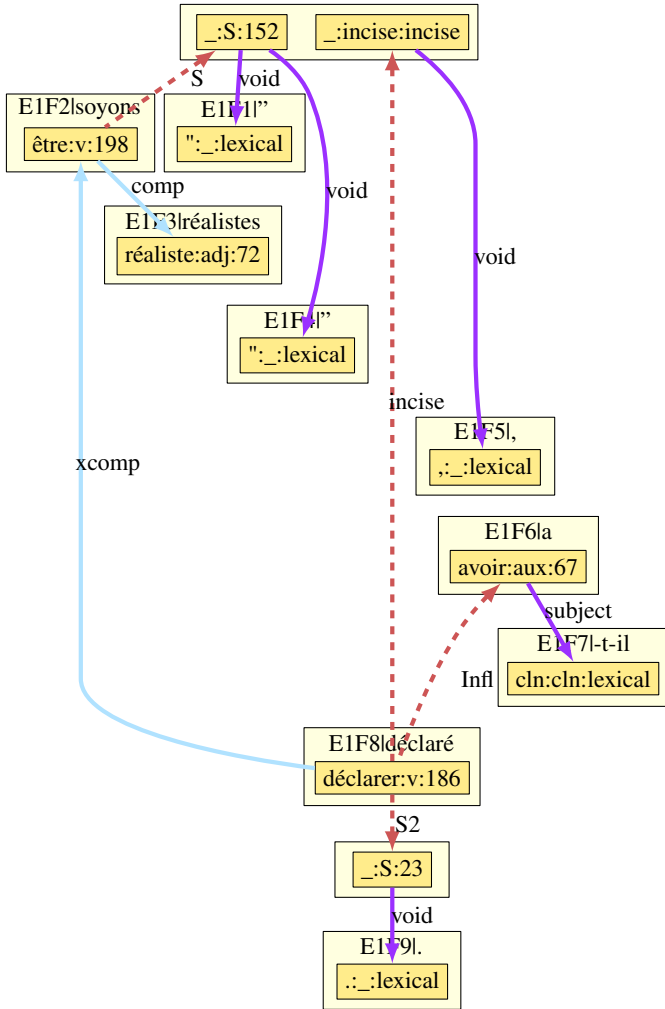 _:S:152 _:incise:incise
S void
E1F2|soyons E1F1|”
être:v:198 ":_:lexical
comp void
E1F3|réalistes
réaliste:adj:72
void
E1F4|”
":_:lexical
incise
E1F5|,
xcomp ,:_:lexical
E1F6|a
avoir:aux:67
subject
E1F7|-t-il
Infl cln:cln:lexical
E1F8|déclaré
déclarer:v:186
S2
_:S:23
void
E1F9|.
.:_:lexical